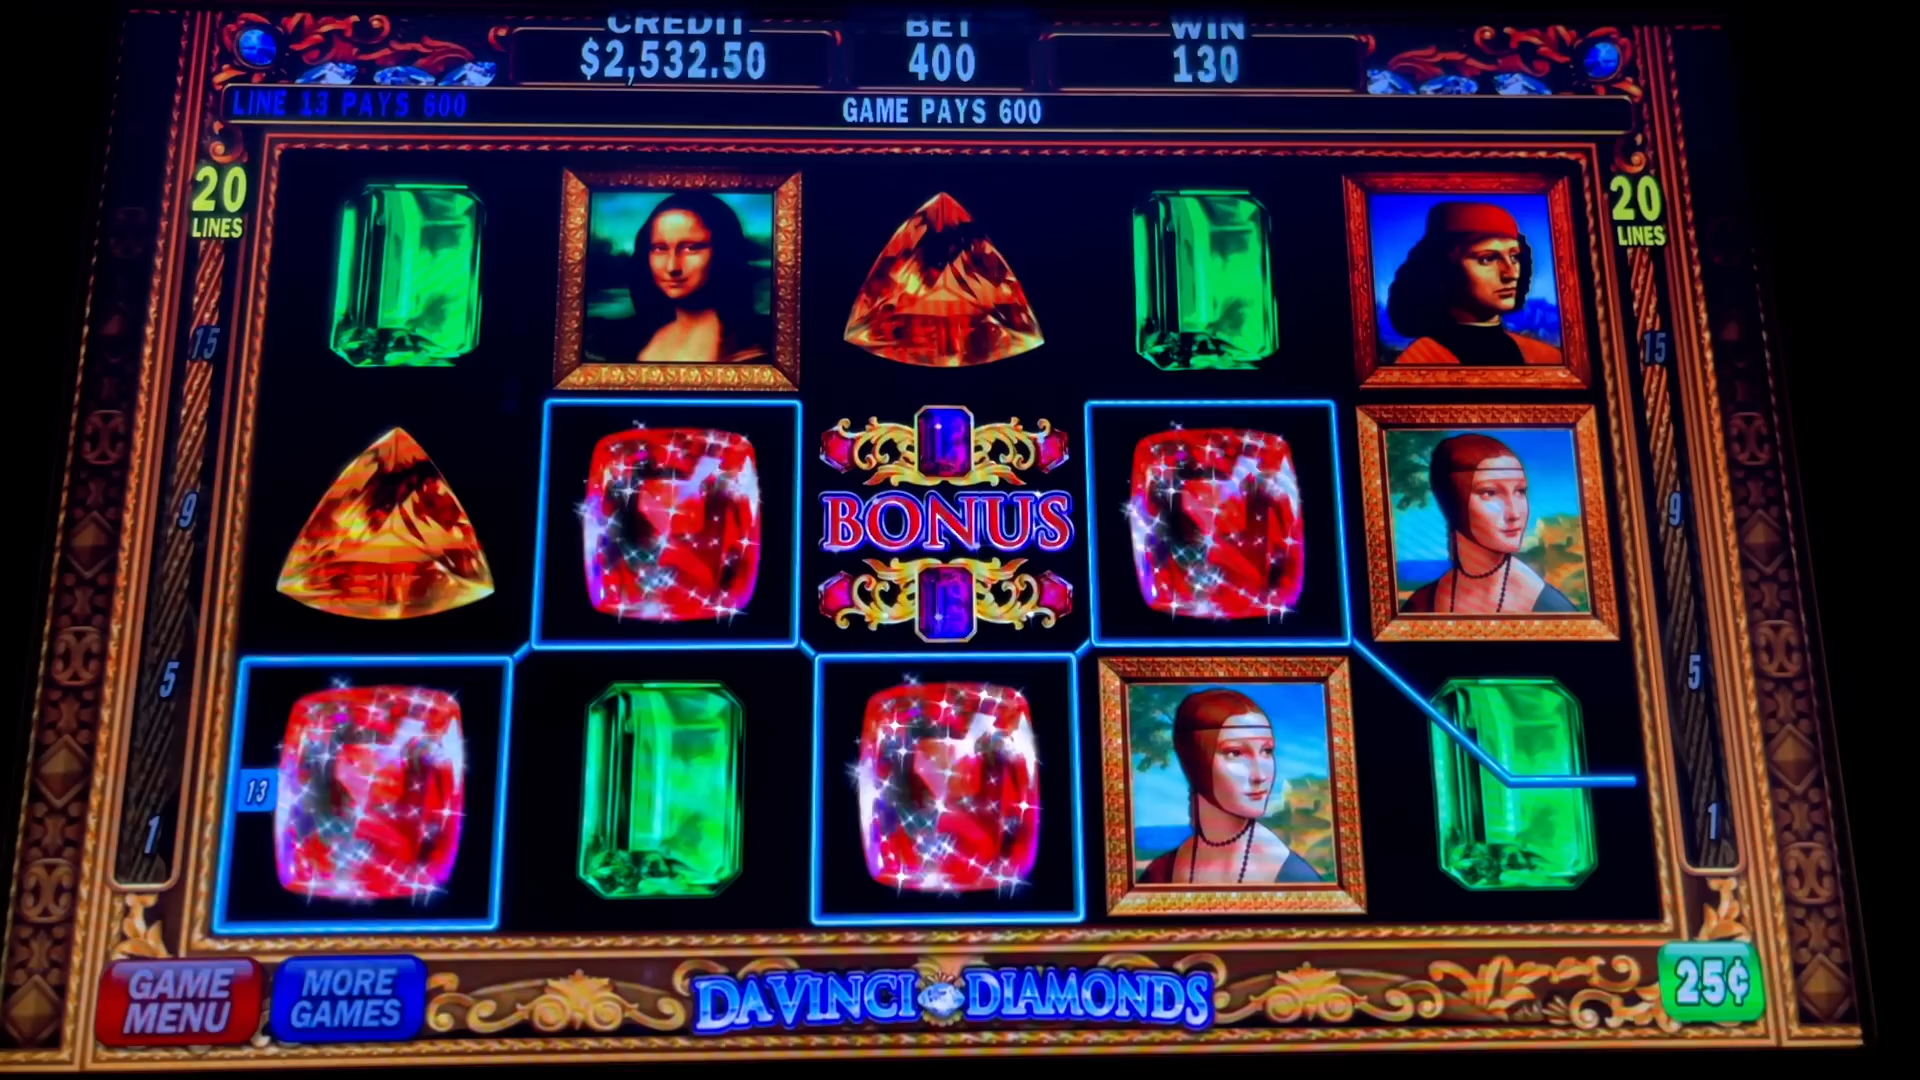 CREDIT
$2,532.50
BET
400
WIN
130
LINE 13 PAYS 600
GAME PAYS 600
20
LINES
20
LINES
15
15
9
9
BONUS
5
5
13
1
1
GAME
MENU
MORE
GAMES
DAVINCI DIAMONDS
25¢